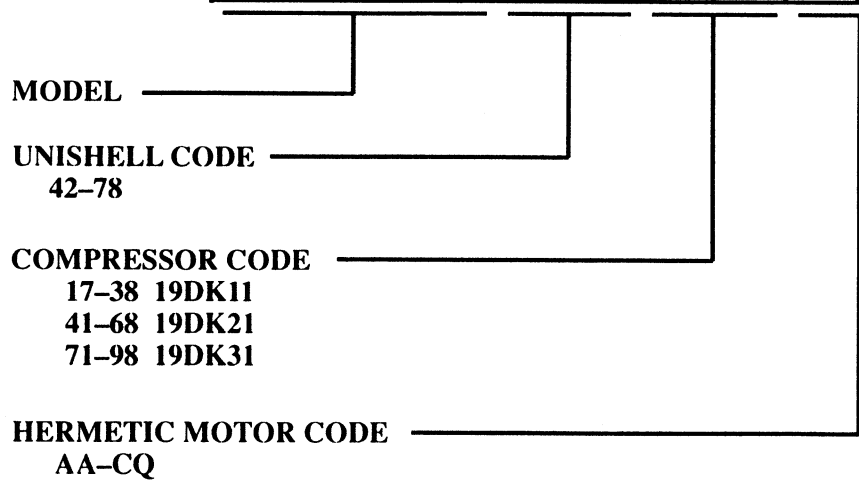 MODEL
UNISHELL CODE
42–78
COMPRESSOR CODE
17–38 19DK11
41–68 19DK21
71–98 19DK31
HERMETIC MOTOR CODE
AA–CQ